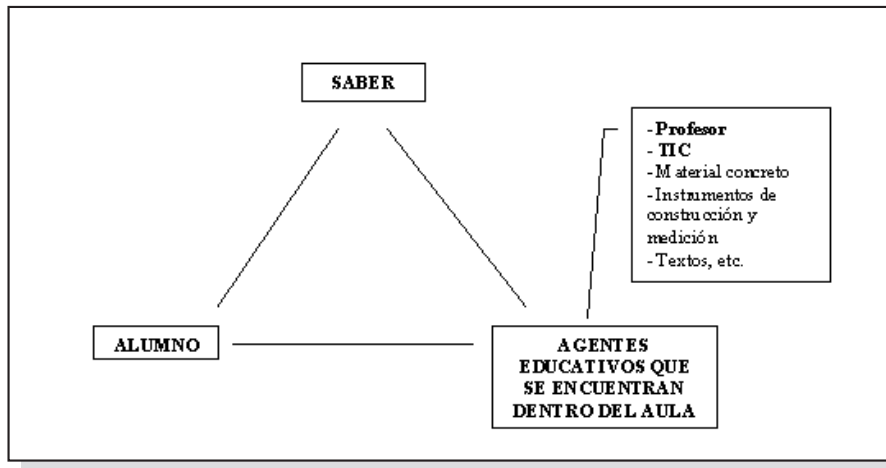 SABER
- Profesor
- TIC
- Material concreto
- Instrumentos de
construcción y
medición
- Textos, etc.
ALUMNO
AGENTES
EDUCATIVOS QUE
SE ENCUENTRAN
DENTRO DEL AULA